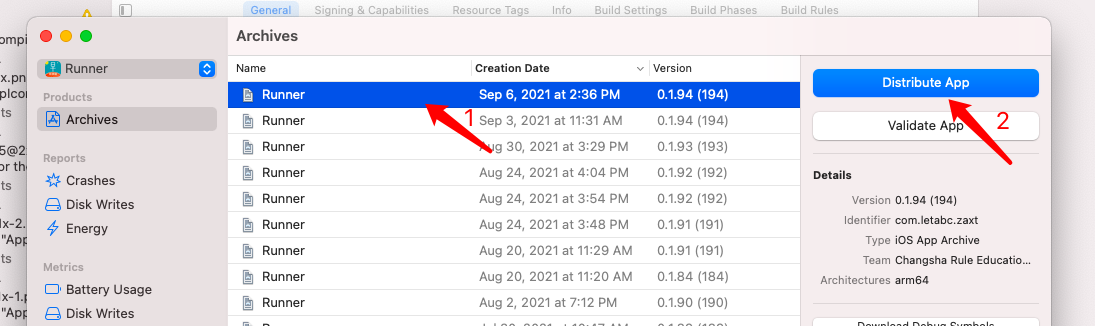 General Signing & Capabilities Resource Tags Info Build Settings Build Phases Build Rules
Archives
Runner
Products
Archives
Reports
Crashes
Disk Writes
Energy
Metrics
Battery Usage
Disk Writes
Name Creation Date Version
Runner Sep 6, 2021 at 2:36 PM 0.1.94 (194)
Runner Sep 3, 2021 at 11:31 AM 0.1.94 (194)
Runner Aug 30, 2021 at 3:29 PM 0.1.93 (193)
Runner Aug 24, 2021 at 4:04 PM 0.1.92 (192)
Runner Aug 24, 2021 at 3:54 PM 0.1.92 (192)
Runner Aug 24, 2021 at 3:48 PM 0.1.91 (191)
Runner Aug 20, 2021 at 11:29 AM 0.1.91 (191)
Runner Aug 20, 2021 at 11:20 AM 0.1.84 (184)
Runner Aug 2, 2021 at 7:12 PM 0.1.90 (190)
1
Distribute App
2
Validate App
Details
Version 0.1.94 (194)
Identifier com.letabc.zaxt
Type iOS App Archive
Team Changsha Rule Educatio...
Architectures arm64
Download Debug Symbols